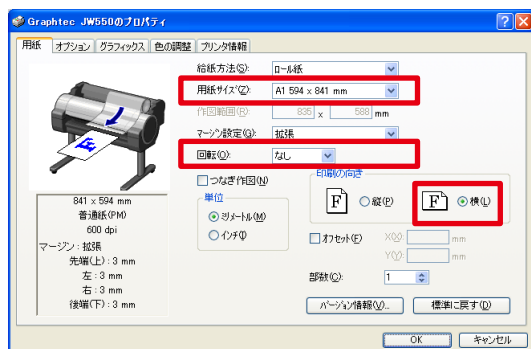 Graphtec JW550のプロパティ
用紙 オプション グラフィックス 色の調整 プリンタ情報
給紙方法(S): ロール紙
用紙サイズ(Z): A1 594 x 841 mm
作図範囲(R): 835 x 588 mm
マージン設定(G): 拡張
回転(O): なし
つなぎ作図(N)
単位
ミリメートル(M)
インチ(I)
印刷の向き
F 縦(P) F 横(L)
オフセット(F) X(X): mm
Y(Y): mm
部数(C): 1
841 x 594 mm
普通紙(PM)
600 dpi
マージン : 拡張
先端(上) : 3 mm
左 : 3 mm
右 : 3 mm
後端(下) : 3 mm
バージョン情報(V)... 標準に戻す(D)
OK キャンセル